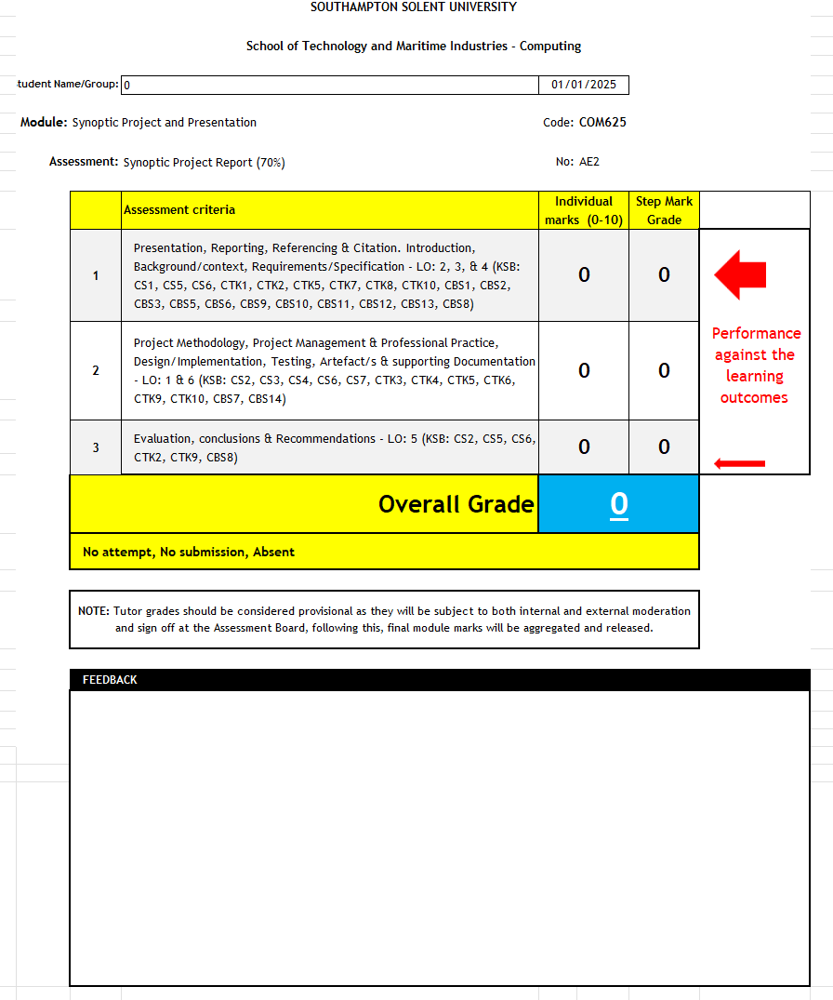 SOUTHAMPTON SOLENT UNIVERSITY
School of Technology and Maritime Industries - Computing
tudent Name/Group: 0 01/01/2025
Module: Synoptic Project and Presentation Code: COM625
Assessment: Synoptic Project Report (70%) No: AE2
Assessment criteria
Individual
marks (0-10)
Step Mark
Grade
1
Presentation, Reporting, Referencing & Citation. Introduction,
Background/context, Requirements/Specification - LO: 2, 3, & 4 (KSB:
CS1, CS5, CS6, CTK1, CTK2, CTK5, CTK7, CTK8, CTK10, CBS1, CBS2,
CBS3, CBS5, CBS6, CBS9, CBS10, CBS11, CBS12, CBS13, CBS8)
0 0
2
Project Methodology, Project Management & Professional Practice,
Design/Implementation, Testing, Artefact/s & supporting Documentation
- LO: 1 & 6 (KSB: CS2, CS3, CS4, CS6, CS7, CTK3, CTK4, CTK5, CTK6,
CTK9, CTK10, CBS7, CBS14)
0 0
3
Evaluation, conclusions & Recommendations - LO: 5 (KSB: CS2, CS5, CS6,
CTK2, CTK9, CBS8)
0 0
Performance
against the
learning
outcomes
Overall Grade 0
No attempt, No submission, Absent
NOTE: Tutor grades should be considered provisional as they will be subject to both internal and external moderation
and sign off at the Assessment Board, following this, final module marks will be aggregated and released.
FEEDBACK